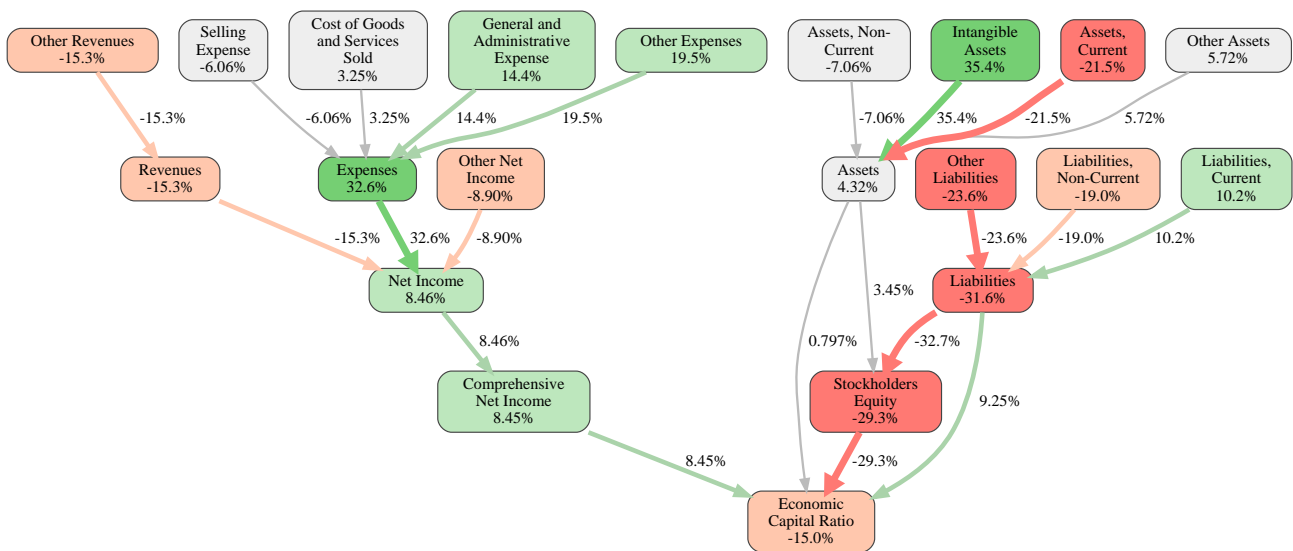 Other Revenues
-15.3%
Selling
Expense
-6.06%
Cost of Goods
and Services
Sold
3.25%
General and
Administrative
Expense
14.4%
Other Expenses
19.5%
Assets, Non-
Current
-7.06%
Intangible
Assets
35.4%
Assets,
Current
-21.5%
Other Assets
5.72%
-15.3%
-6.06%
3.25%
14.4%
19.5%
-7.06%
35.4%
-21.5%
5.72%
Revenues
-15.3%
Expenses
32.6%
Other Net
Income
-8.90%
Assets
4.32%
Other
Liabilities
-23.6%
Liabilities,
Non-Current
-19.0%
Liabilities,
Current
10.2%
-15.3%
32.6%
-8.90%
-23.6%
-19.0%
10.2%
Net Income
8.46%
3.45%
Liabilities
-31.6%
8.46%
0.797%
-32.7%
Comprehensive
Net Income
8.45%
Stockholders
Equity
-29.3%
9.25%
8.45%
-29.3%
Economic
Capital Ratio
-15.0%